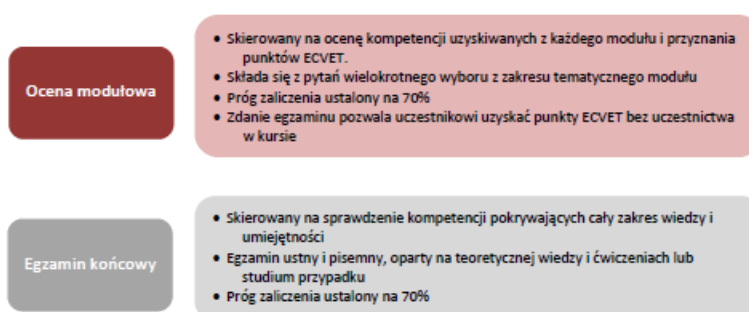 Ocena modułowa
• Skierowany na ocenę kompetencji uzyskiwanych z każdego modułu i przyznania
punktów ECVET.
• Składa się z pytań wielokrotnego wyboru z zakresu tematycznego modułu
• Próg zaliczenia ustalony na 70%
• Zdanie egzaminu pozwala uczestnikowi uzyskać punkty ECVET bez uczestnictwa
w kursie
Egzamin końcowy
• Skierowany na sprawdzenie kompetencji pokrywających cały zakres wiedzy i
umiejętności
• Egzamin ustny i pisemny, oparty na teoretycznej wiedzy i ćwiczeniach lub
studium przypadku
• Próg zaliczenia ustalony na 70%